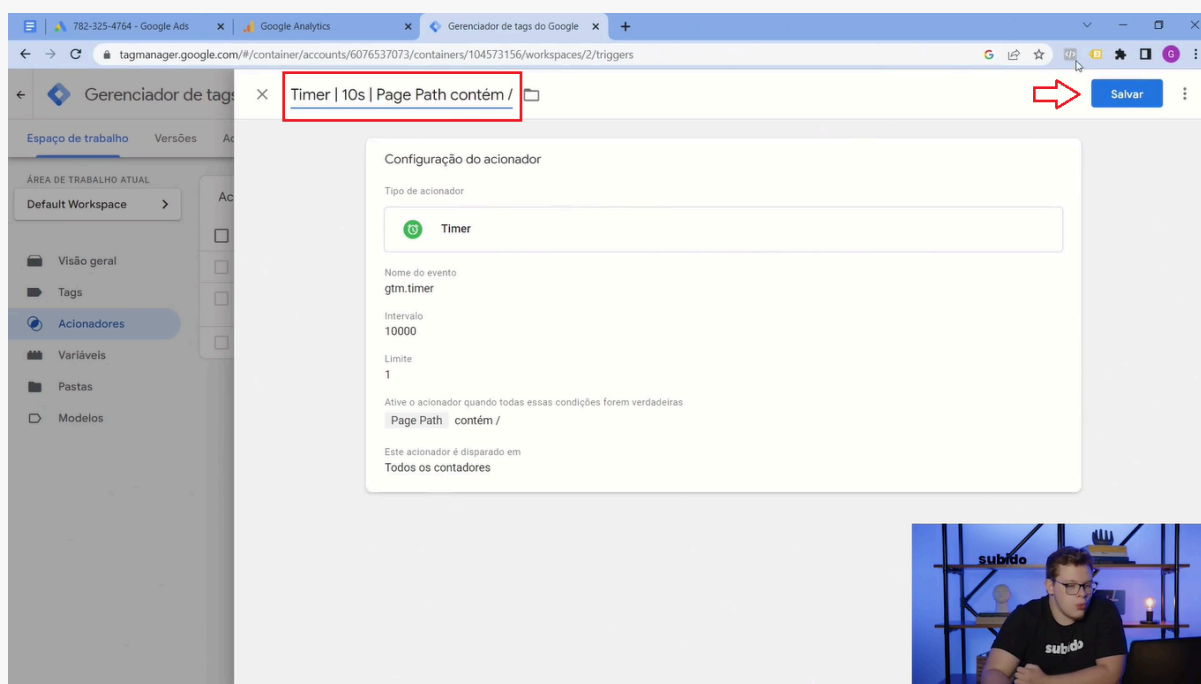 782-325-4764 - Google Ads
Google Analytics
Gerenciador de tags do Google
tagmanager.google.com/#/container/accounts/6076537073/containers/104573156/workspaces/2/triggers
G
Gerenciador de tags
Timer | 10s | Page Path contém /
Salvar
Espaço de trabalho
Versões
Ad
Configuração do acionador
ÁREA DE TRABALHO ATUAL
Default Workspace
Ac
Tipo de acionador
Timer
Visão geral
Tags
Acionadores
Variáveis
Pastas
Modelos
Nome do evento
gtm.timer
Intervalo
10000
Limite
1
Ative o acionador quando todas essas condições forem verdadeiras
Page Path contém /
Este acionador é disparado em
Todos os contadores
subido
subido